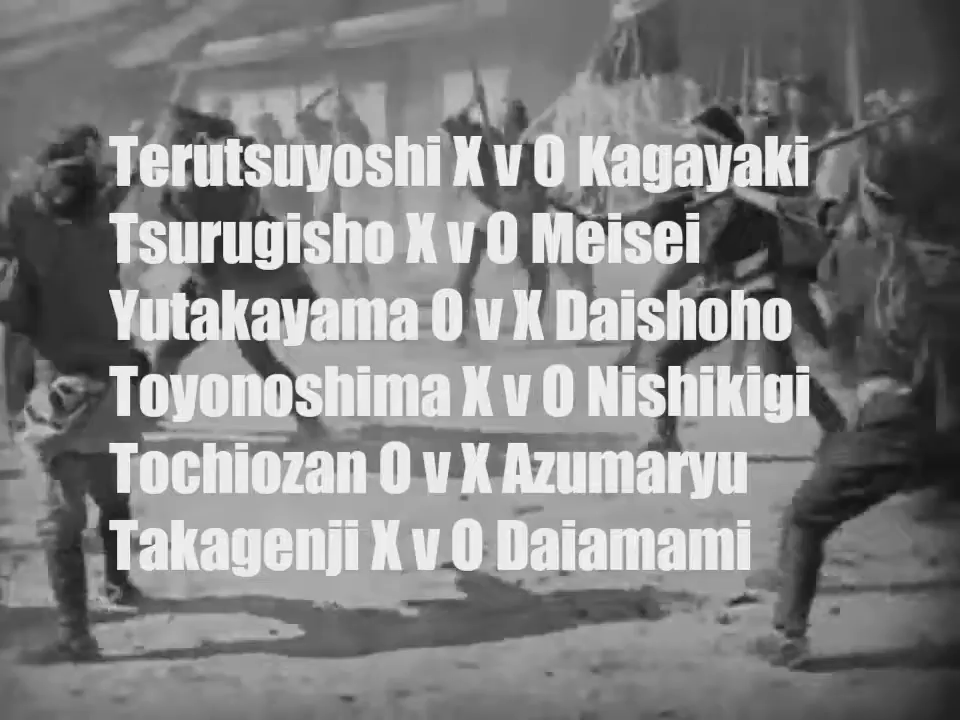 Terutsuyoshi X v O Kagayaki
Tsurugisho X v O Meisei
Yutakayama O v X Daishoho
Toyonoshima X v O Nishikigi
Tochiozan O v X Azumaryu
Takagenji X v O Daiamami